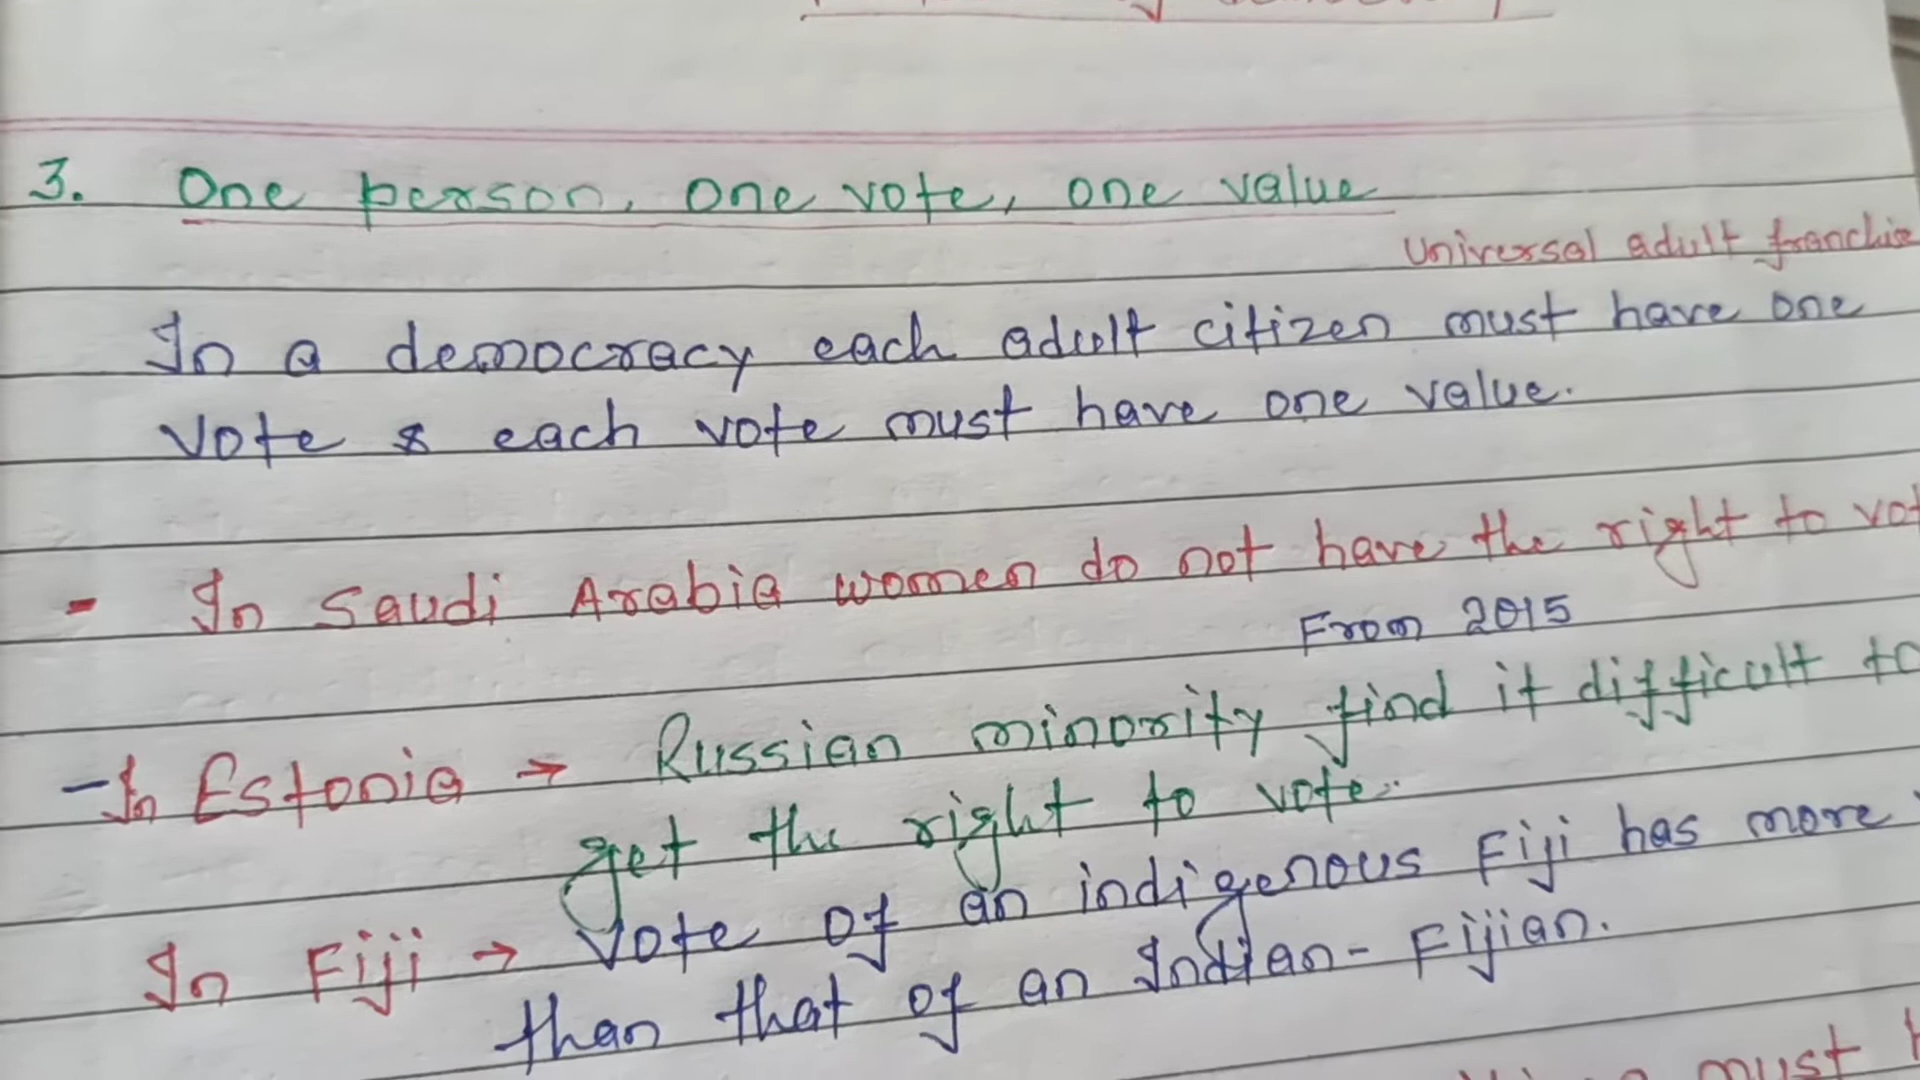 3. One person, one vote, one value
Universal adult franchise
In a democracy each adult citizen must have one
vote & each vote must have one value.
- In Saudi Arabia women do not have the right to
From 2015
- In Estonia → Russian minority find it difficult to
get the right to vote.
In Fiji → Vote of an indigenous Fiji has more
than that of an Indian-Fijian.
must